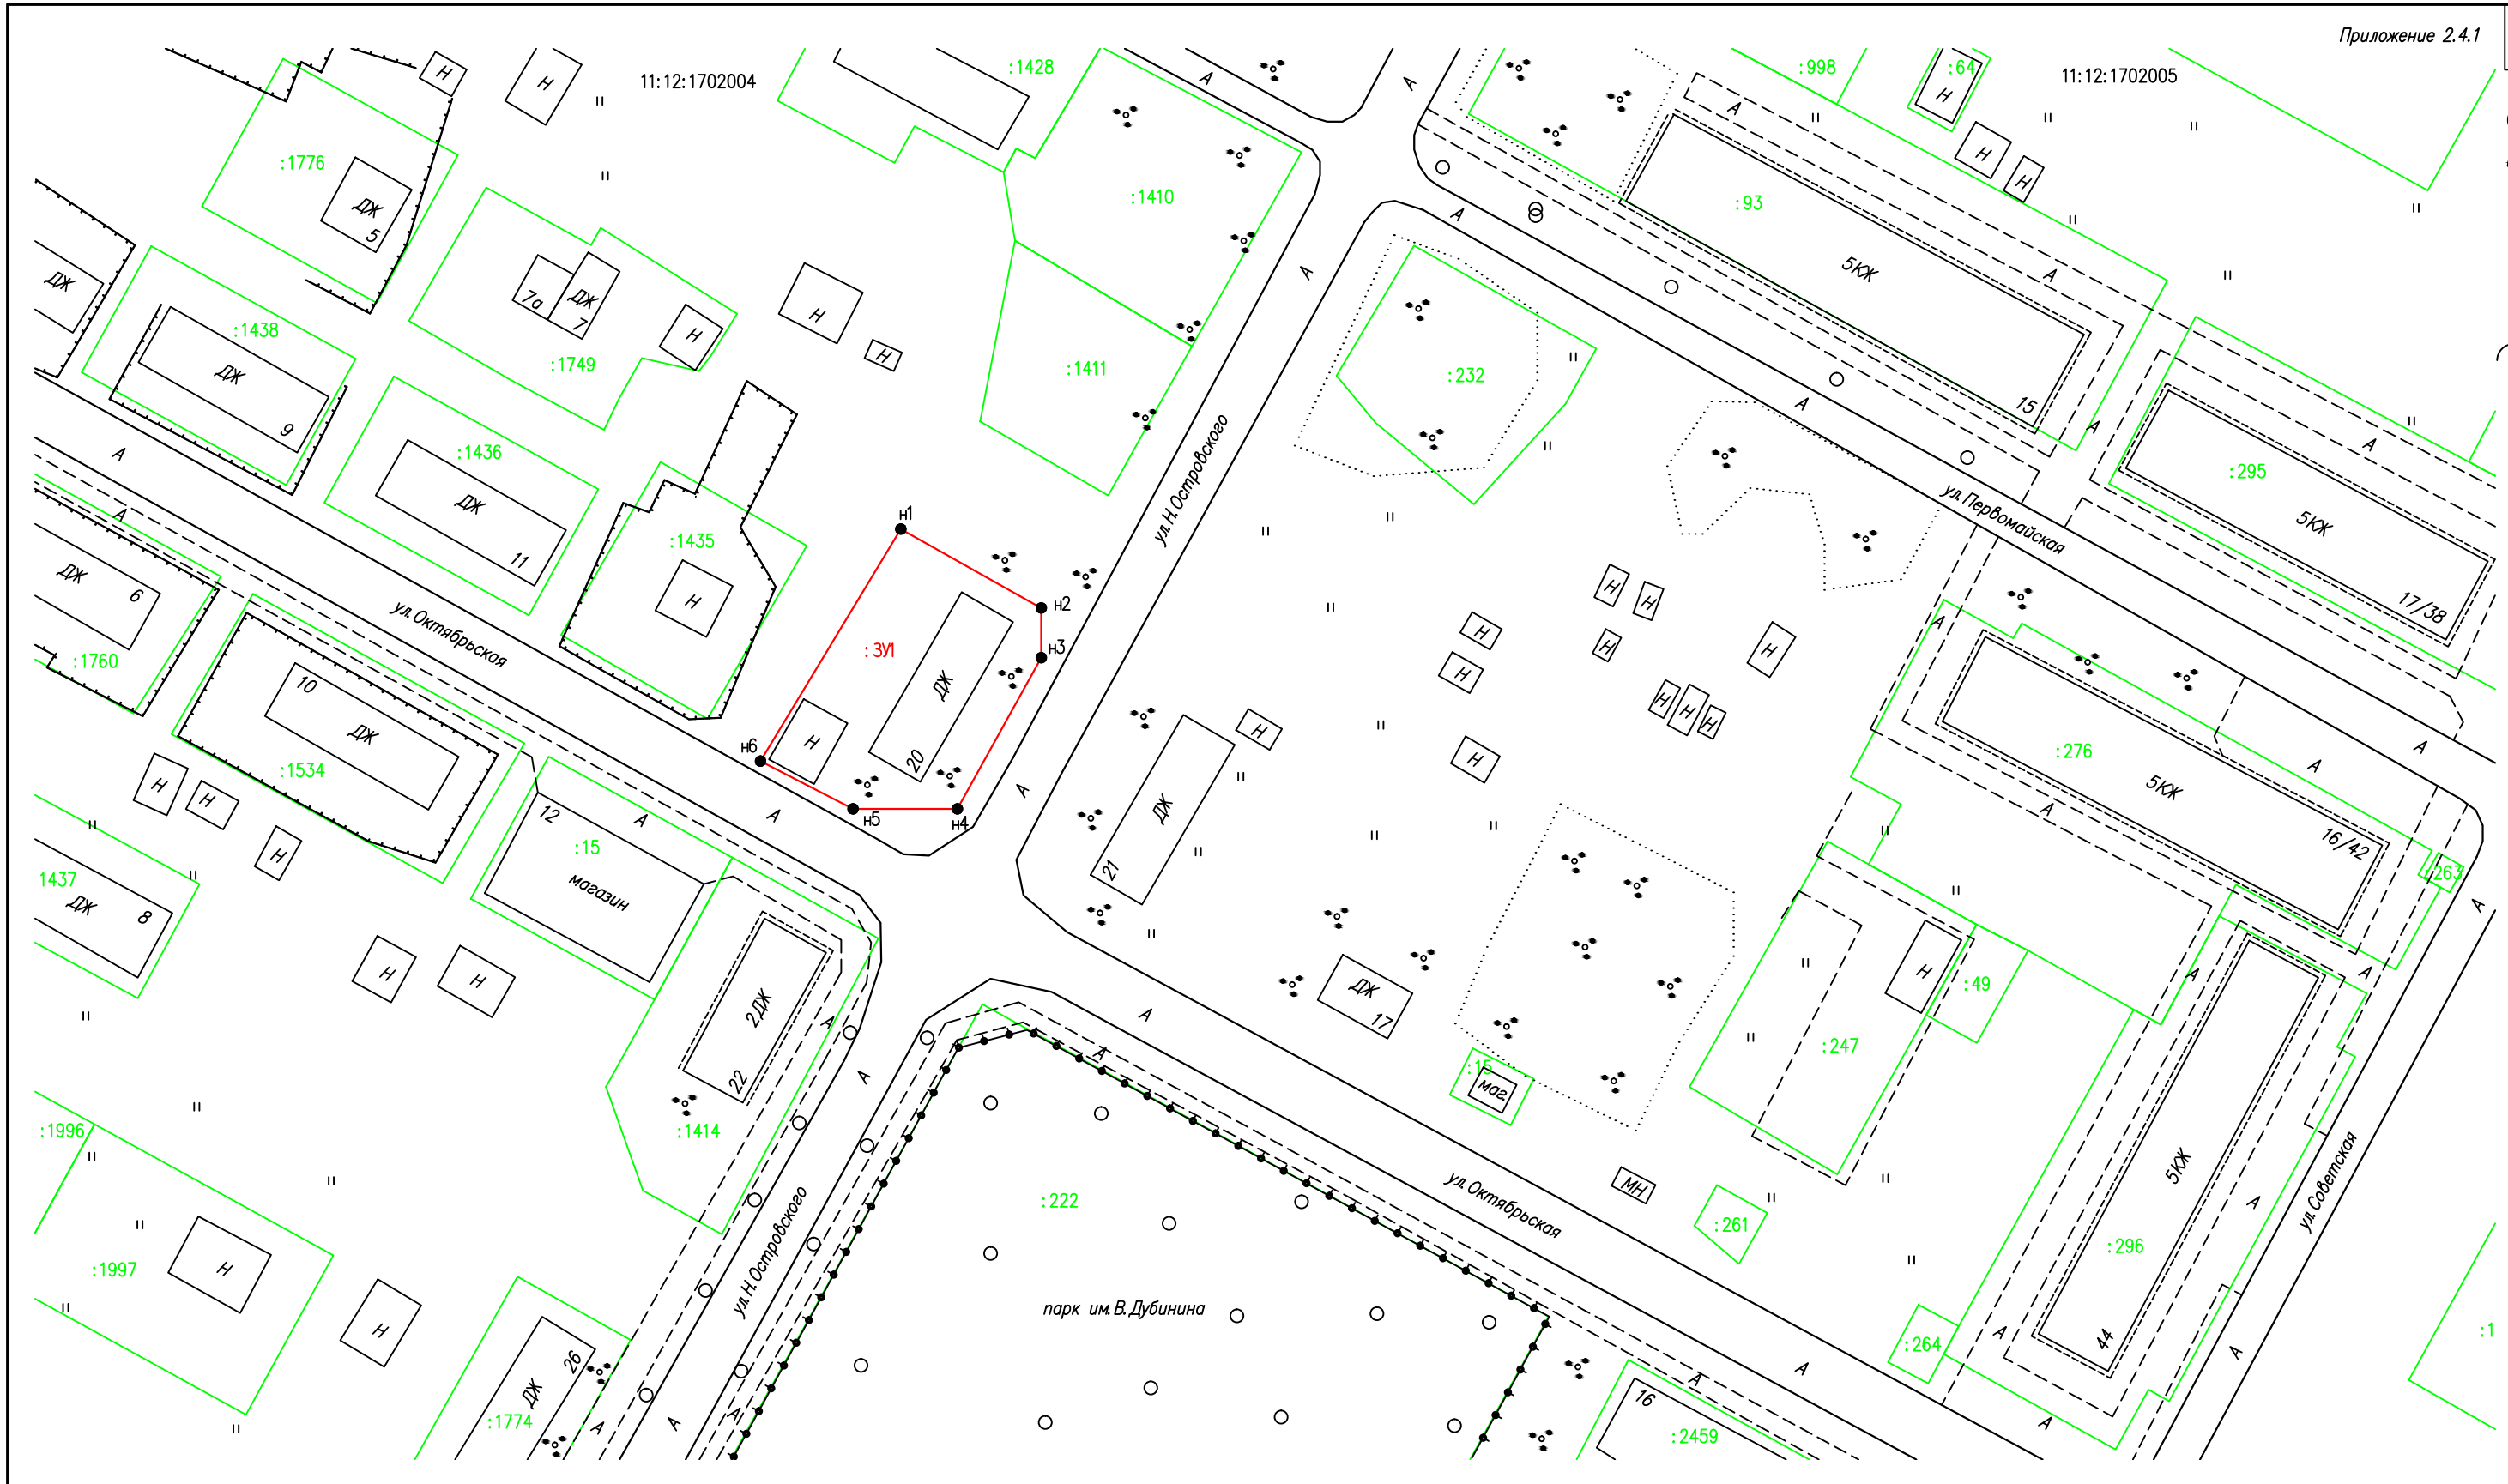 Приложение 2.4.1
11:12:1702004
11:12:1702005
:1428
:998
:64
Н
Н
Н
А
А
А
:1776
ДЖ
5
:1410
:93
Н
Н
А
А
5КЖ
А
15
А
ДЖ
:1438
ДЖ
9
7а
ДЖ
7
Н
:1749
Н
Н
:1411
:232
А
А
:295
5КЖ
17/38
А
:1436
ДЖ
11
А
А
ул. Н. Островского
ул. Первомайская
:1435
Н
н1
н2
н3
н4
н5
н6
:ЗУ1
ДЖ
20
Н
ДЖ
6
:1760
ул. Октябрьская
10
ДЖ
:1534
Н
Н
Н
Н
Н
Н
Н
Н
Н
Н
Н
Н
Н
А
:276
5КЖ
16/42
А
А
А
:263
Н
Н
Н
12
:15
магазин
А
А
А
ДЖ
21
1437
ДЖ
8
Н
Н
2ДЖ
22
А
А
:1414
ДЖ
17
А
А
:15
маг.
Н
:49
:247
А
А
А
5КЖ
44
:296
ул. Советская
:1996
:1997
Н
Н
:222
ул. Н. Островского
ул. Октябрьская
МН
:261
:264
парк им. В. Дубинина
А
А
А
А
А
:1
:1774
ДЖ
26
А
А
А
16
:2459